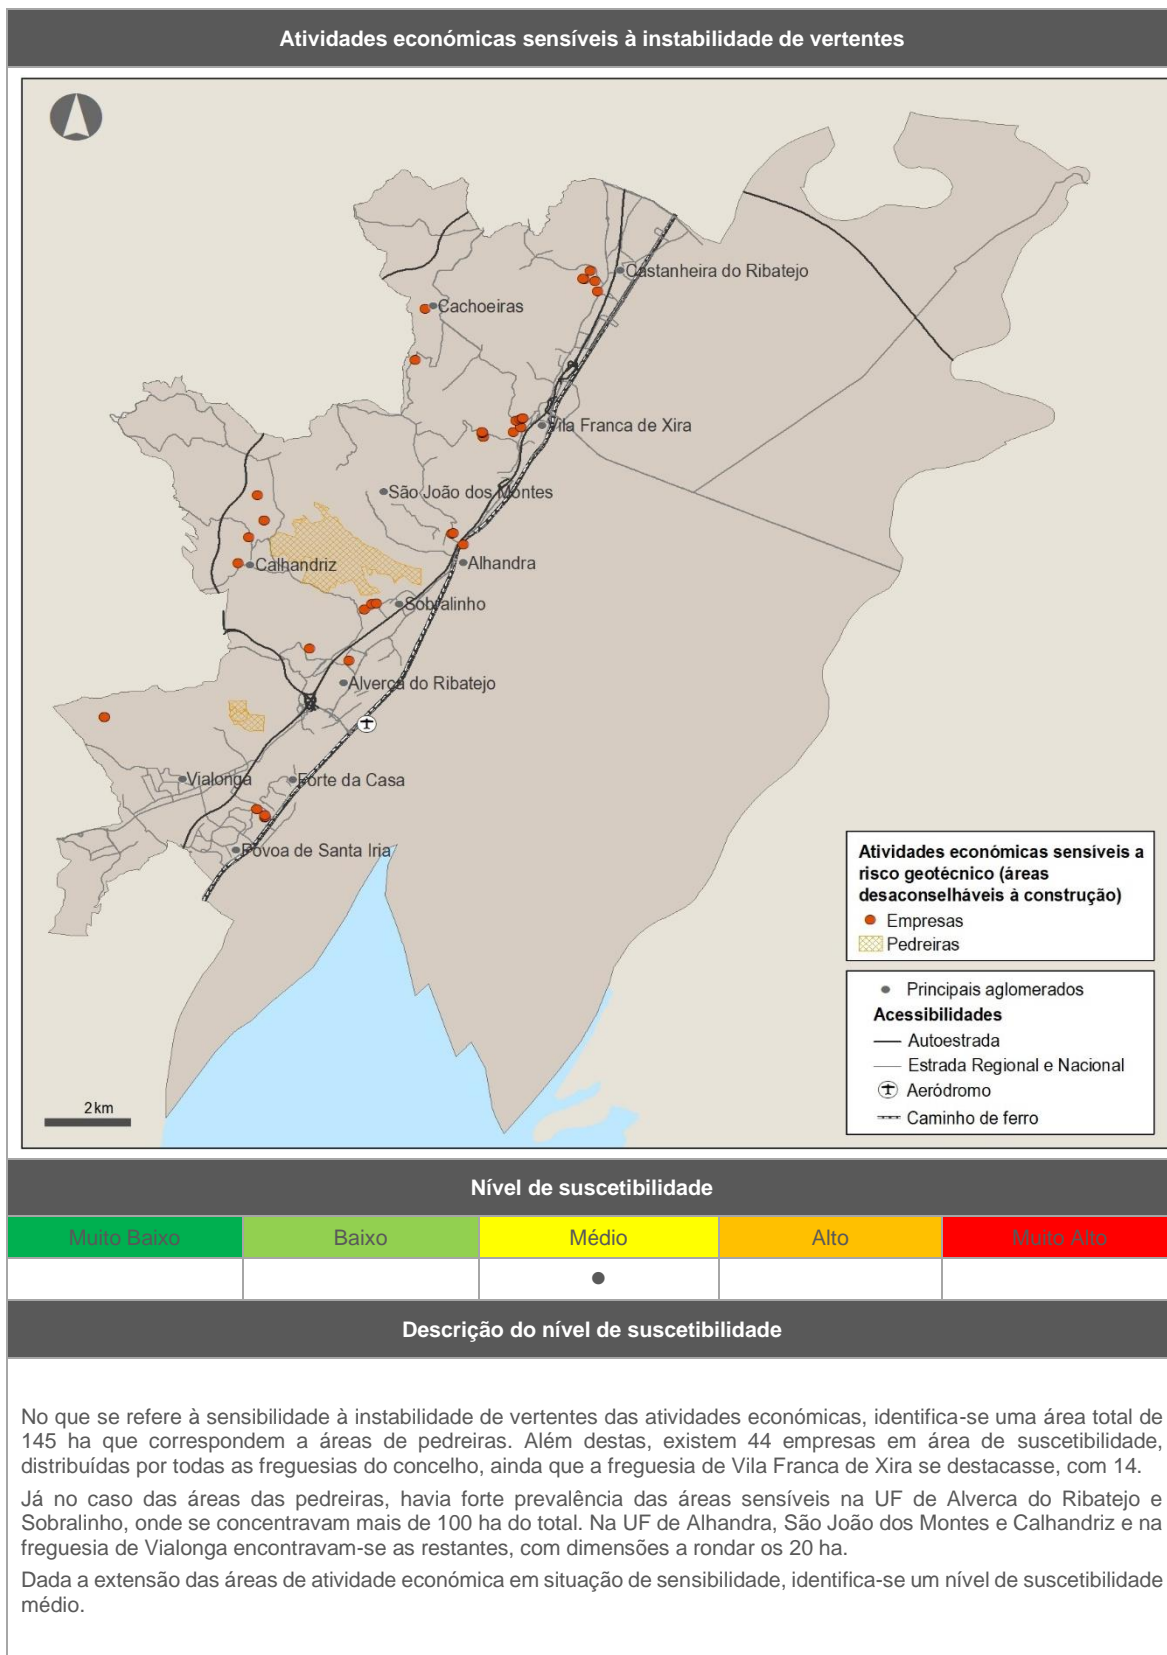 Atividades económicas sensíveis à instabilidade de vertentes
Castanheira do Ribatejo
Cachoeiras
Vila Franca de Xira
São João dos Montes
Alhandra
Calhandriz
Sobralinho
Alverca do Ribatejo
Vialonga
Forte da Casa
Póvoa de Santa Iria
Atividades económicas sensíveis a
risco geotécnico (áreas
desaconselháveis à construção)
Empresas
Pedreiras
Principais aglomerados
Acessibilidades
Autoestrada
Estrada Regional e Nacional
Aeródromo
Caminho de ferro
2 km
Nível de suscetibilidade
Muito Baixo Baixo Médio Alto Muito Alto
Descrição do nível de suscetibilidade
No que se refere à sensibilidade à instabilidade de vertentes das atividades económicas, identifica-se uma área total de
145 ha que correspondem a áreas de pedreiras. Além destas, existem 44 empresas em área de suscetibilidade,
distribuídas por todas as freguesias do concelho, ainda que a freguesia de Vila Franca de Xira se destacasse, com 14.
Já no caso das áreas das pedreiras, havia forte prevalência das áreas sensíveis na UF de Alverca do Ribatejo e
Sobralinho, onde se concentravam mais de 100 ha do total. Na UF de Alhandra, São João dos Montes e Calhandriz e na
freguesia de Vialonga encontravam-se as restantes, com dimensões a rondar os 20 ha.
Dada a extensão das áreas de atividade económica em situação de sensibilidade, identifica-se um nível de suscetibilidade
médio.